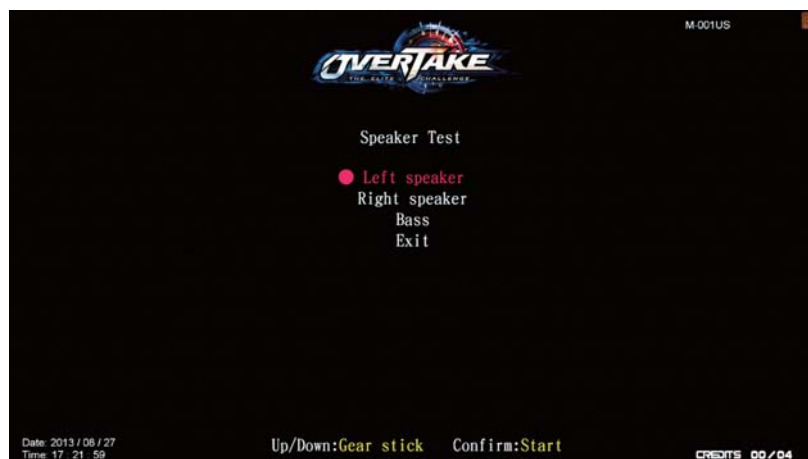 M-001US
OVERTAKE
THE ELITE CHALLENGE
Speaker Test
Left speaker
Right speaker
Bass
Exit
Up/Down:Gear stick Confirm:Start
Date: 2013 / 08 / 27
Time: 17 : 21 : 59
CREDITS 00/04